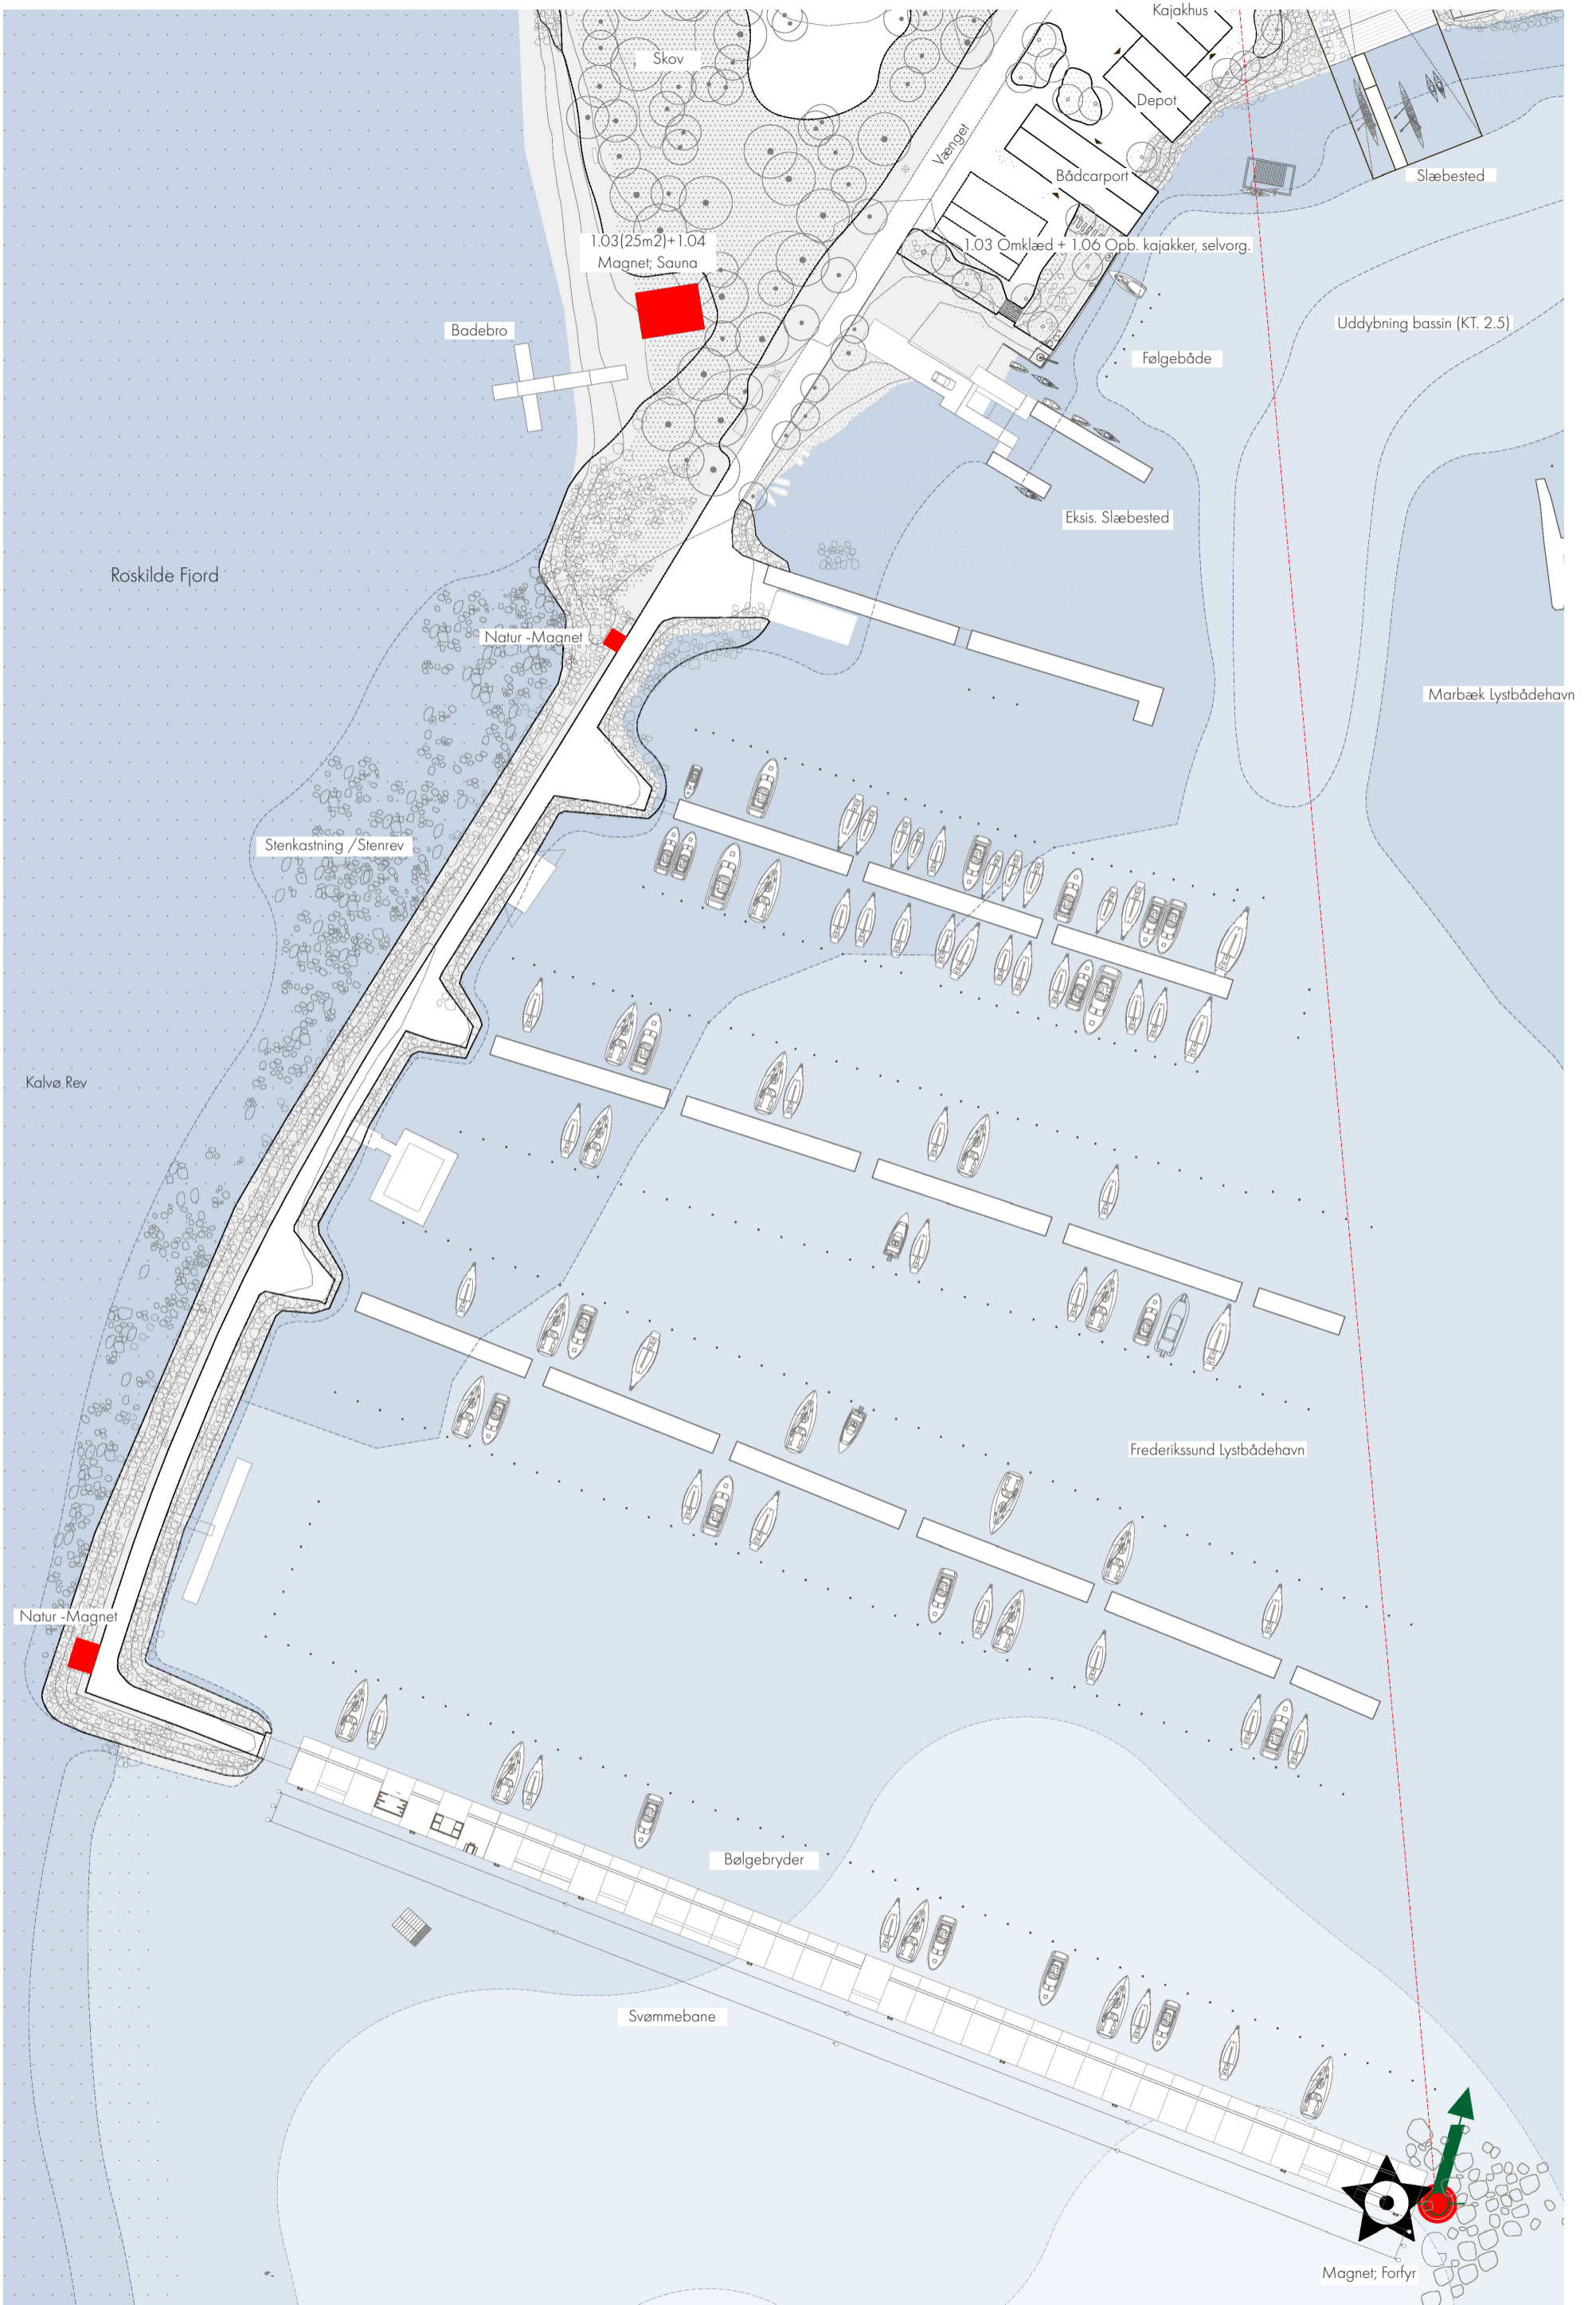 Kajakhus
Skov
Depot
Vænget
Bådcarport
Slæbested
1.03(25m2)+1.04
Magnet; Sauna
1.03 Omklæd + 1.06 Opb. kajakker, selvorg.
Badebro
Uddybning bassin (KT. 2.5)
Følgebåde
Eksis. Slæbested
Roskilde Fjord
Natur -Magnet
Marbæk Lystbådehavn
Stenkastning /Stenrev
Kalvø Rev
Frederikssund Lystbådehavn
Natur -Magnet
Bølgebryder
Svømmebane
Magnet; Forfyr